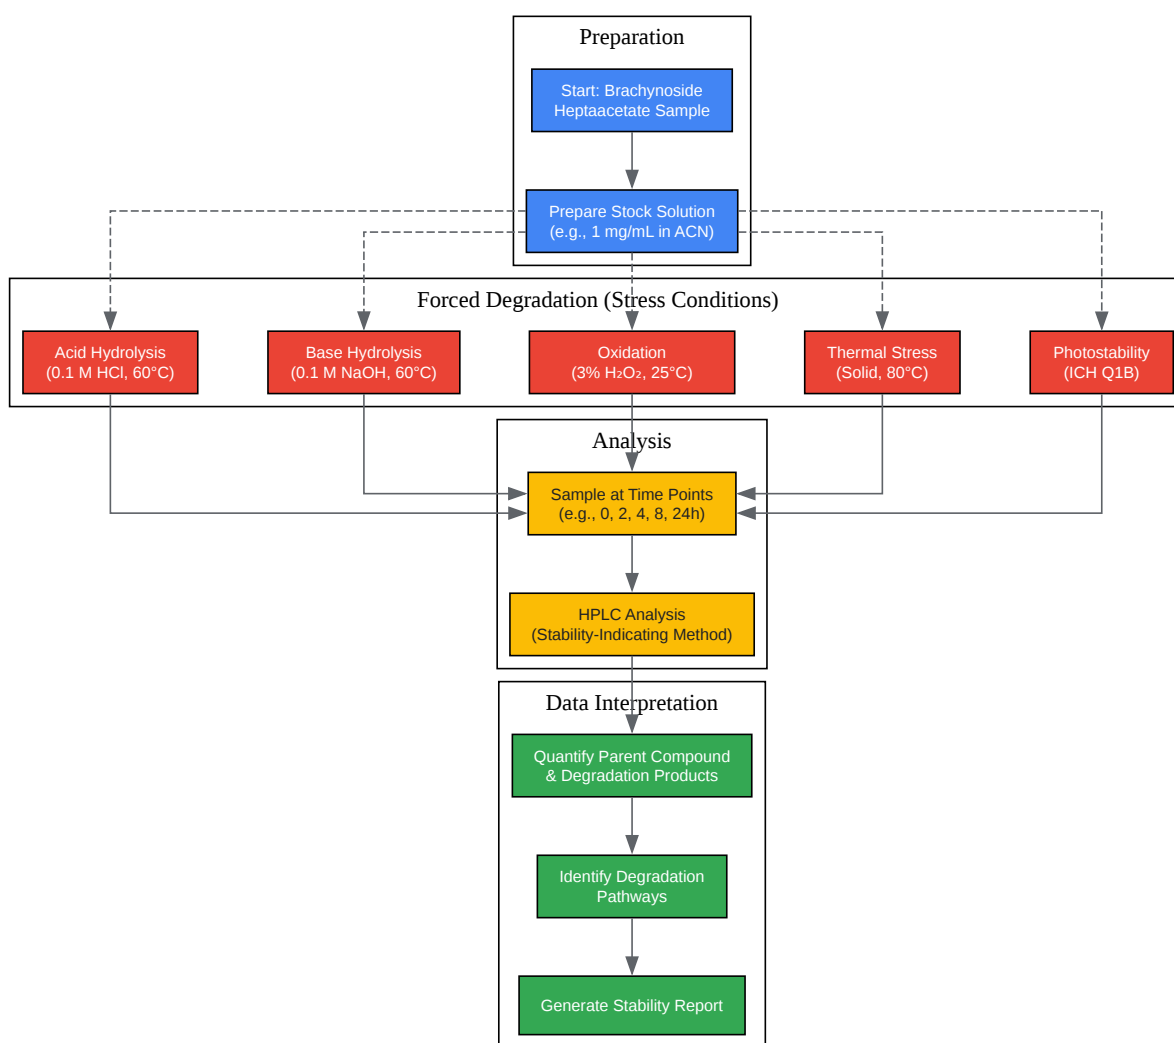 Preparation
Start: Brachynoside
Heptaacetate Sample
Prepare Stock Solution
(e.g., 1 mg/mL in ACN)
Forced Degradation (Stress Conditions)
Acid Hydrolysis
(0.1 M HCl, 60°C)
Base Hydrolysis
(0.1 M NaOH, 60°C)
Oxidation
(3% H₂O₂, 25°C)
Thermal Stress
(Solid, 80°C)
Photostability
(ICH Q1B)
Analysis
Sample at Time Points
(e.g., 0, 2, 4, 8, 24h)
HPLC Analysis
(Stability-Indicating Method)
Data Interpretation
Quantify Parent Compound
& Degradation Products
Identify Degradation
Pathways
Generate Stability Report